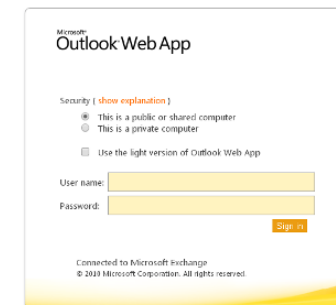 Microsoft®
Outlook Web App
Security ( show explanation )
This is a public or shared computer
This is a private computer
Use the light version of Outlook Web App
User name:
Password:
Sign in
Connected to Microsoft Exchange
© 2010 Microsoft Corporation. All rights reserved.